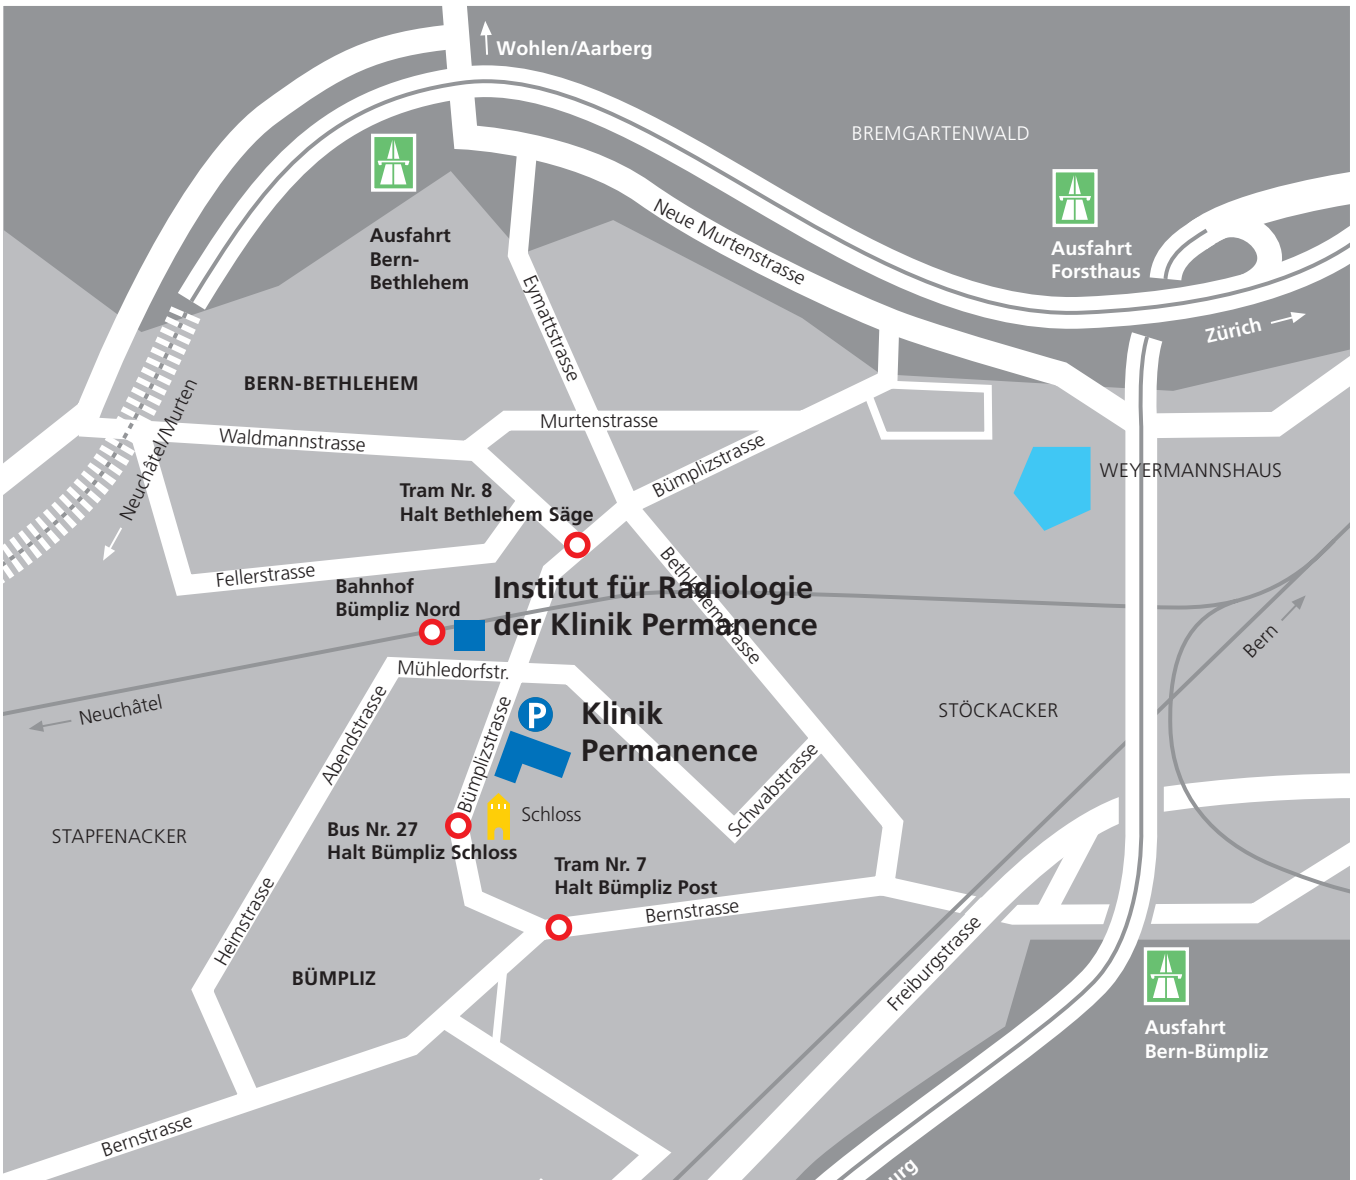 Wohlen/Aarberg
BREMGARTENWALD
Ausfahrt
Bern-
Bethlehem
Neue Murtenstrasse
Ausfahrt
Forsthaus
Zürich
Eymattstrasse
BERN-BETHLEHEM
Neuchâtel/Murten
Murtenstrasse
Waldmannstrasse
Bümplizstrasse
WEYERMANNSHAUS
Tram Nr. 8
Halt Bethlehem Säge
Fellerstrasse
Bahnhof
Bümpliz Nord
Institut für Radiologie
der Klinik Permanence
Bethlehemstrasse
Bern
Mühledorfstr.
Neuchâtel
Abendstrasse
Bümplizstrasse
P
Klinik
Permanence
STÖCKACKER
Schwabstrasse
Schloss
STAPFENACKER
Bus Nr. 27
Halt Bümpliz Schloss
Tram Nr. 7
Halt Bümpliz Post
Bernstrasse
Heimstrasse
Freiburgstrasse
BÜMPLIZ
Ausfahrt
Bern-Bümpliz
Bernstrasse
urg